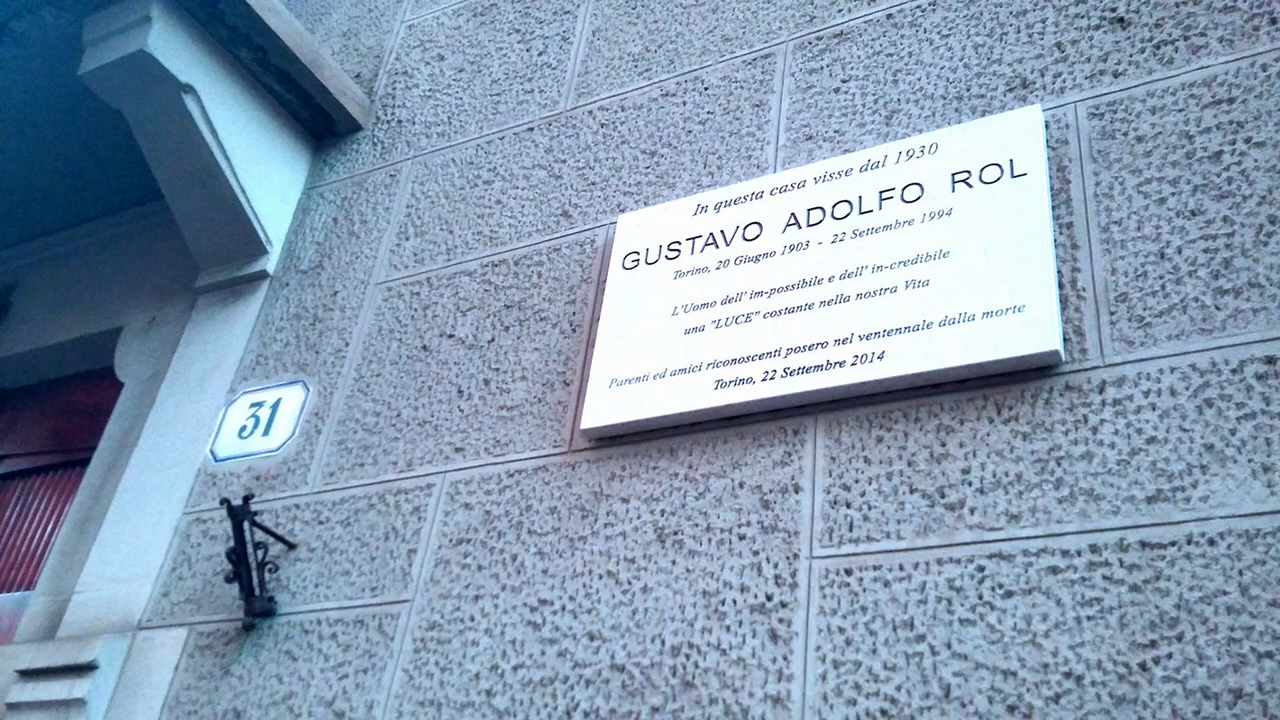 In questa casa visse dal 1930
GUSTAVO ADOLFO ROL
Torino, 20 Giugno 1903 - 22 Settembre 1994
L'Uomo dell' im-possibile e dell' in-credibile
una "LUCE" costante nella nostra Vita
Parenti ed amici riconoscenti posero nel ventennale dalla morte
Torino, 22 Settembre 2014
31